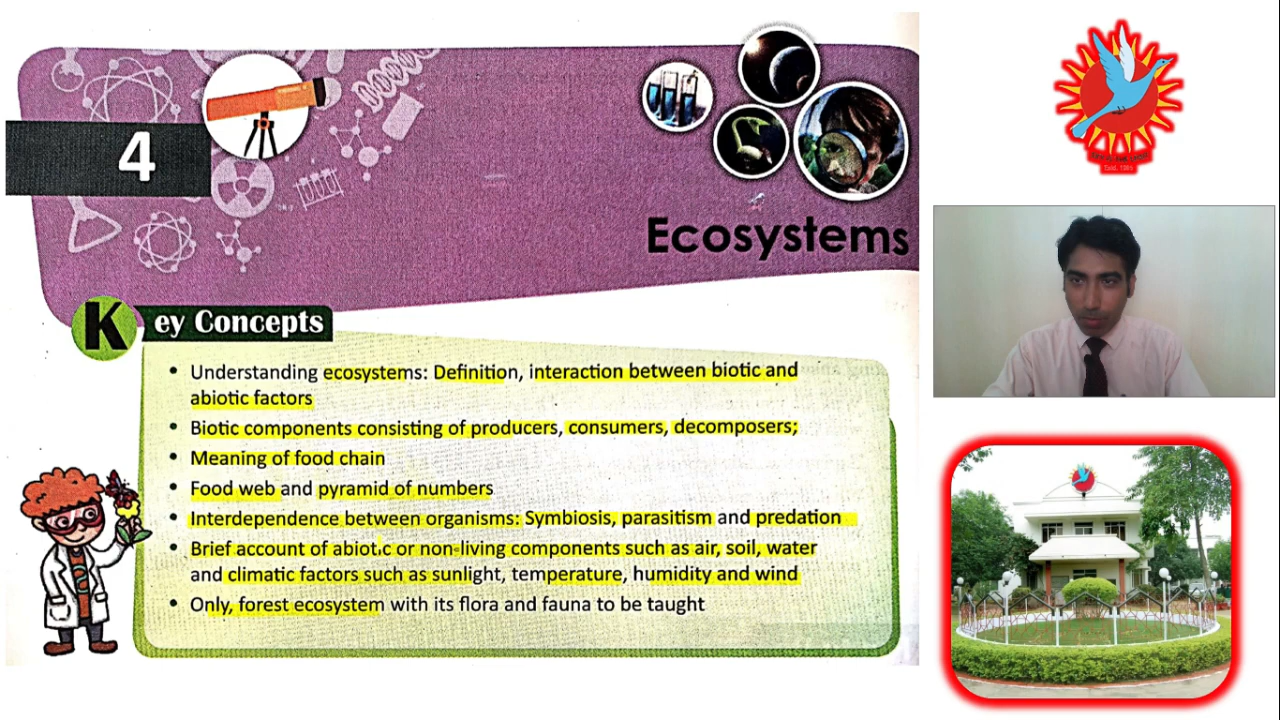 4
Ecosystems
Key Concepts
• Understanding ecosystems: Definition, interaction between biotic and
abiotic factors
• Biotic components consisting of producers, consumers, decomposers;
• Meaning of food chain
• Food web and pyramid of numbers
• Interdependence between organisms: Symbiosis, parasitism and predation
• Brief account of abiotic or non-living components such as air, soil, water
and climatic factors such as sunlight, temperature, humidity and wind
• Only, forest ecosystem with its flora and fauna to be taught